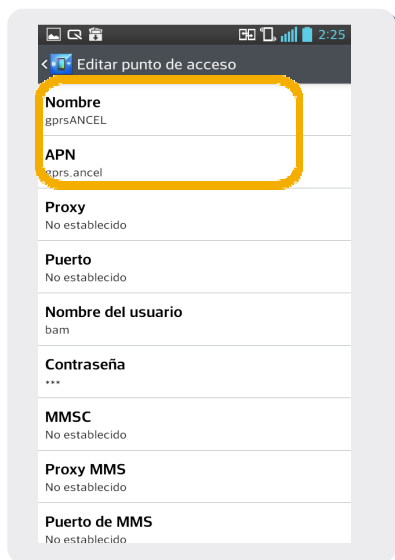 2:25
Editar punto de acceso
Nombre
gprsANCEL
APN
gprs.ancel
Proxy
No establecido
Puerto
No establecido
Nombre del usuario
bam
Contraseña
***
MMSC
No establecido
Proxy MMS
No establecido
Puerto de MMS
No establecido